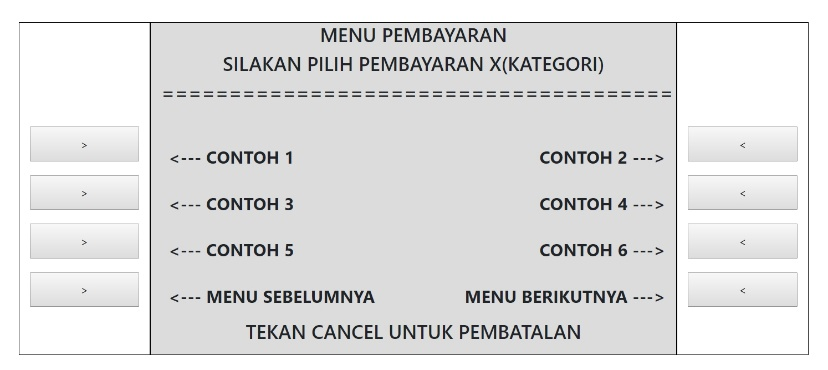 MENU PEMBAYARAN
SILAKAN PILIH PEMBAYARAN X(KATEGORI)
======================================
> <--- CONTOH 1 CONTOH 2 ---> <
> <--- CONTOH 3 CONTOH 4 ---> <
> <--- CONTOH 5 CONTOH 6 ---> <
> <--- MENU SEBELUMNYA MENU BERIKUTNYA ---> <
TEKAN CANCEL UNTUK PEMBATALAN